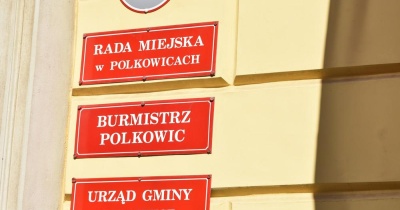 RADA MIEJSKA
w POLKOWICACH
BURMISTRZ
POLKOWIC
URZĄD GMINY